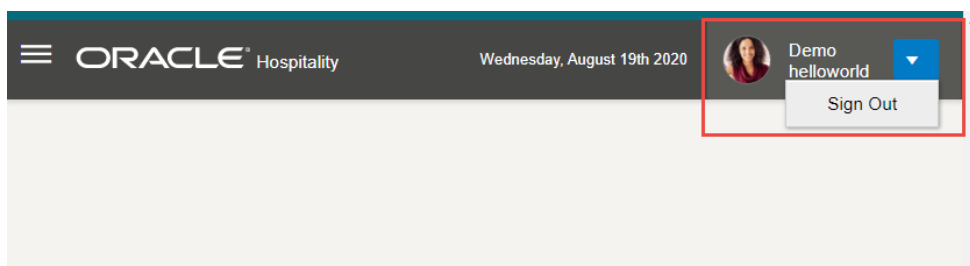 ORACLE® Hospitality
Wednesday, August 19th 2020
Demo
helloworld
Sign Out